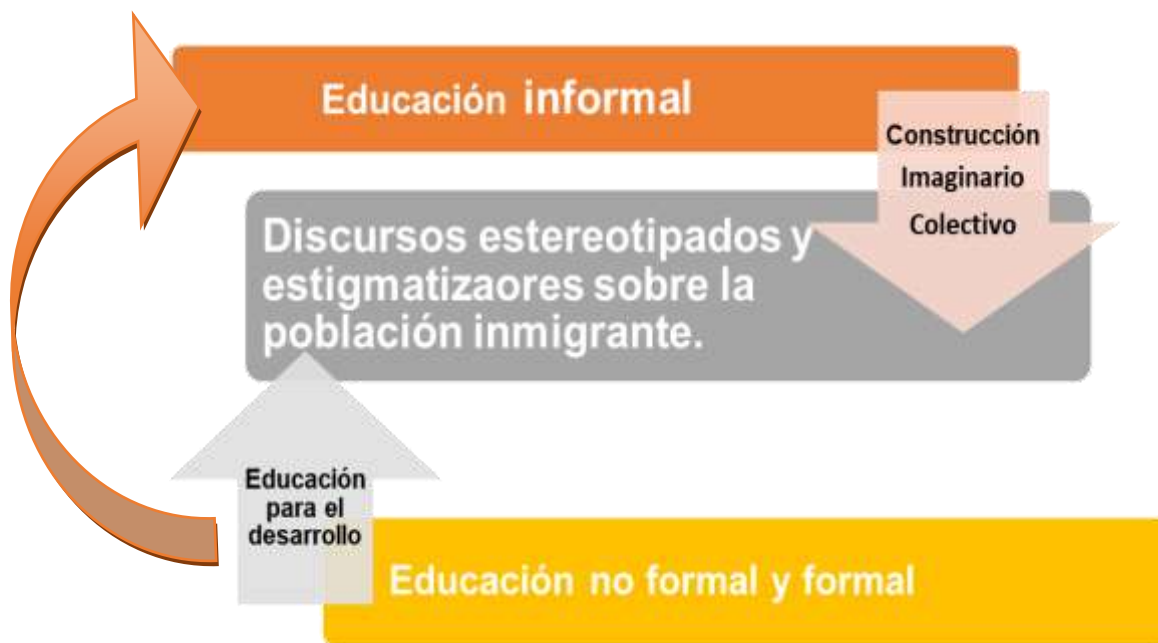 Educación informal
Construcción
Imaginario
Colectivo
Discursos estereotipados y
estigmatizaores sobre la
población inmigrante.
Educación
para el
desarrollo
Educación no formal y formal